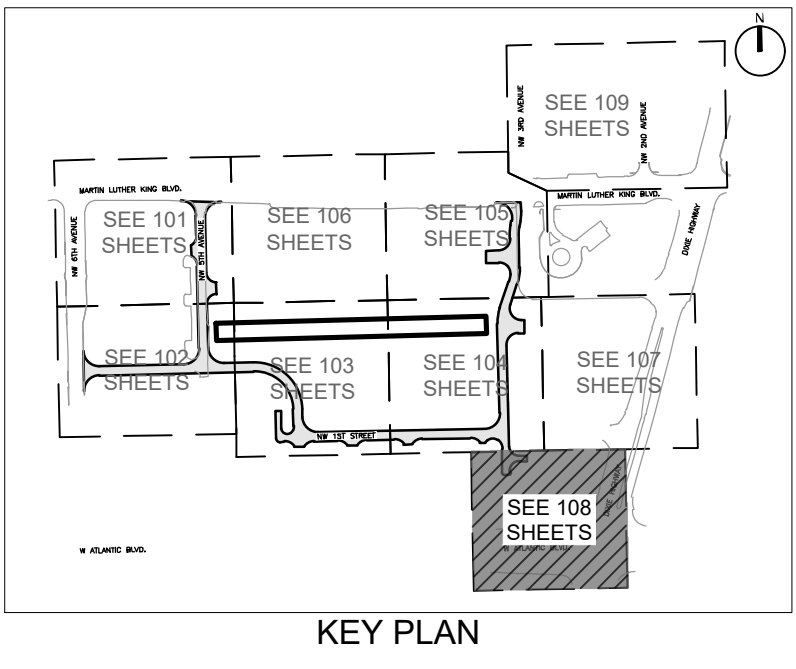 N
NW 3RD AVENUE
SEE 109
SHEETS
NW 2ND AVENUE
MARTIN LUTHER KING BLVD.
MARTIN LUTHER KING BLVD.
NW 6TH AVENUE
SEE 101
SHEETS
NW 5TH AVENUE
SEE 106
SHEETS
SEE 105
SHEETS
DIXIE HIGHWAY
SEE 102
SHEETS
SEE 103
SHEETS
SEE 104
SHEETS
SEE 107
SHEETS
NW 1ST STREET
DIXIE HIGHWAY
SEE 108
SHEETS
W ATLANTIC BLVD.
W ATLANTIC BLVD.
KEY PLAN